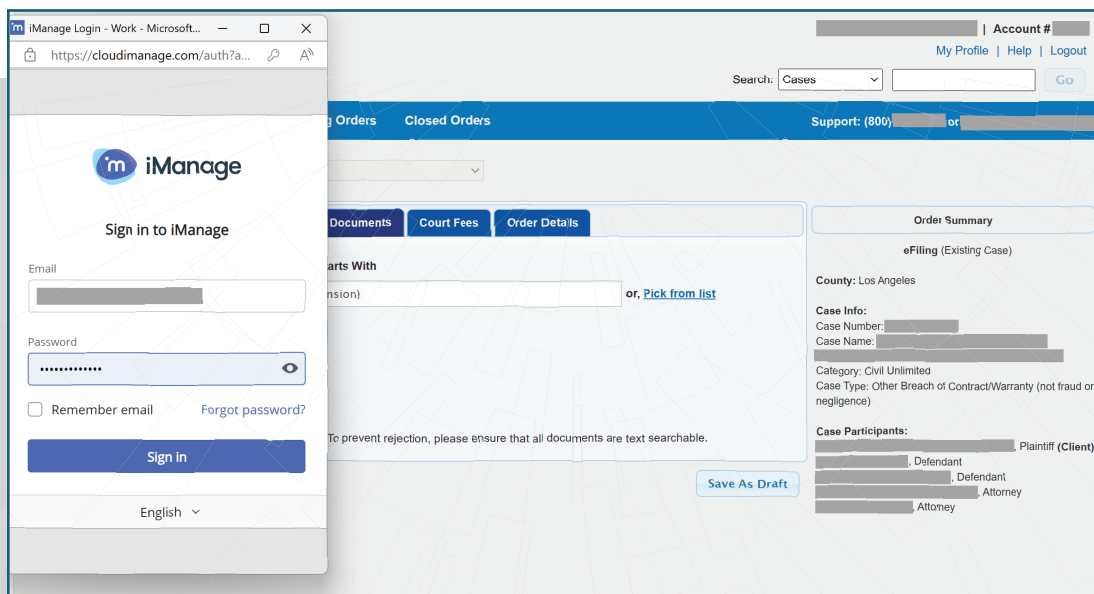 iManage Login - Work - Microsoft...
https://cloudimanage.com/auth?a...
iManage
Sign in to iManage
Email
Password
•••••••••••••
Remember email
Forgot password?
Sign in
English
| Account #
My Profile | Help | Logout
Search: Cases
Go
Orders
Closed Orders
Support: (800) or
Documents
Court Fees
Order Details
With
or, Pick from list
To prevent rejection, please ensure that all documents are text searchable.
Save As Draft
Order Summary
eFiling (Existing Case)
County: Los Angeles
Case Info:
Case Number:
Case Name:
Category: Civil Unlimited
Case Type: Other Breach of Contract/Warranty (not fraud or
negligence)
Case Participants:
, Plaintiff (Client)
, Defendant
, Defendant
, Attorney
, Attorney